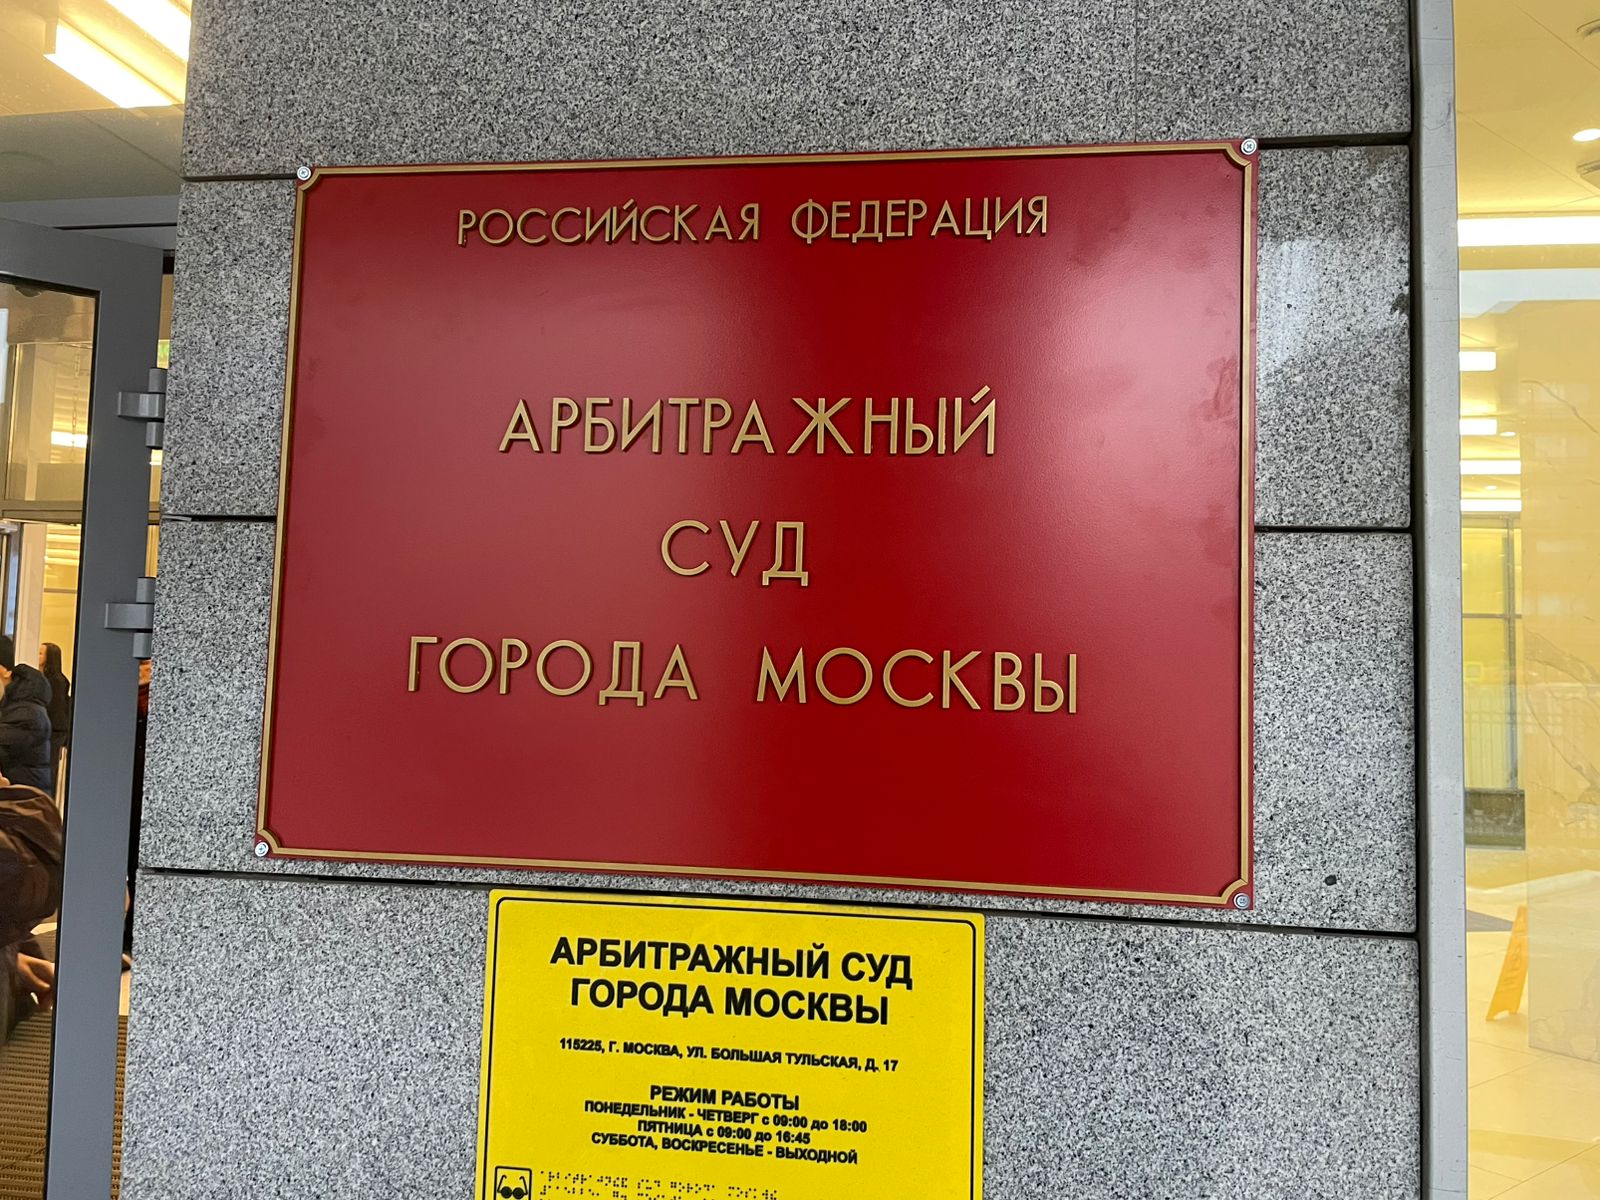 РОССИЙСКАЯ ФЕДЕРАЦИЯ
АРБИТРАЖНЫЙ
СУД
ГОРОДА МОСКВЫ
АРБИТРАЖНЫЙ СУД
ГОРОДА МОСКВЫ
115225, Г. МОСКВА, УЛ. БОЛЬШАЯ ТУЛЬСКАЯ, Д. 17
РЕЖИМ РАБОТЫ
ПОНЕДЕЛЬНИК - ЧЕТВЕРГ с 09:00 до 18:00
ПЯТНИЦА с 09:00 до 16:45
СУББОТА, ВОСКРЕСЕНЬЕ - ВЫХОДНОЙ